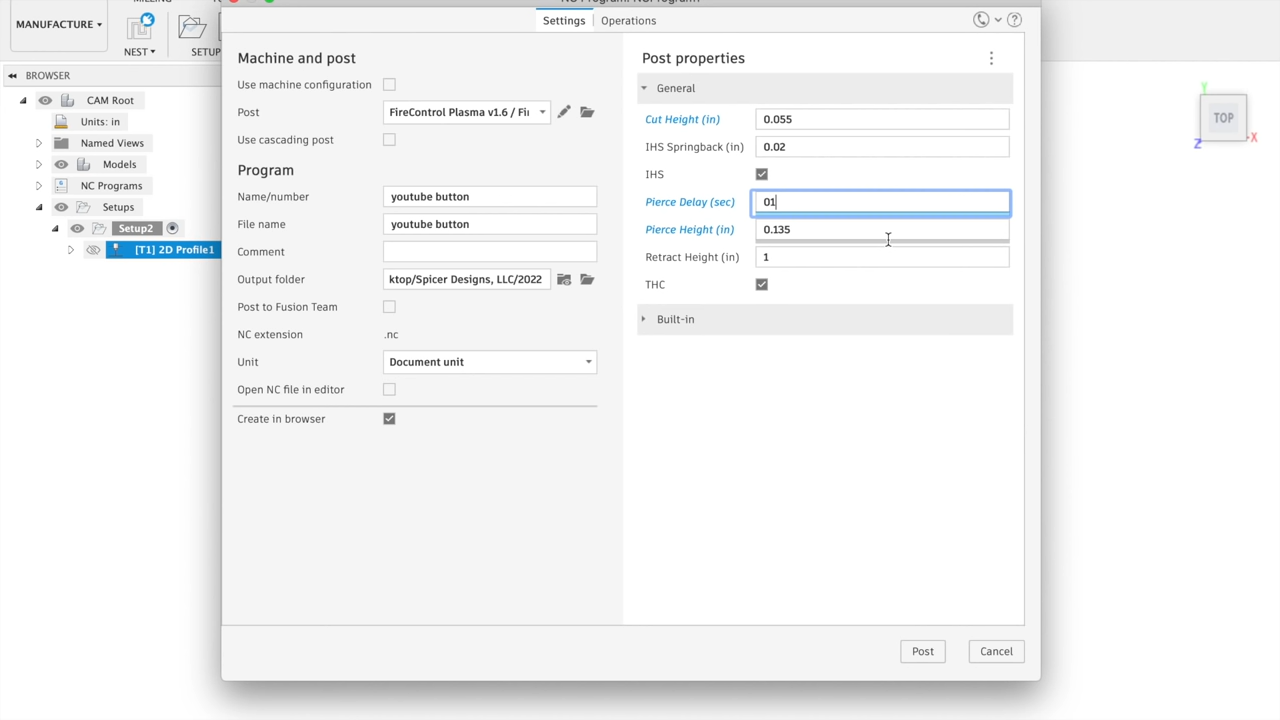 NC Program: NCProgram1
MANUFACTURE
MILLING
NEST
SETUP
Settings
Operations
BROWSER
CAM Root
Units: in
Named Views
Models
NC Programs
Setups
Setup2
[T1] 2D Profile1
Machine and post
Use machine configuration
Post
FireControl Plasma v1.6 / Fir
Use cascading post
Program
Name/number
youtube button
File name
youtube button
Comment
Output folder
ktop/Spicer Designs, LLC/2022
Post to Fusion Team
NC extension
.nc
Unit
Document unit
Open NC file in editor
Create in browser
Post properties
General
Cut Height (in)
0.055
IHS Springback (in)
0.02
IHS
Pierce Delay (sec)
01
Pierce Height (in)
0.135
Retract Height (in)
1
THC
Built-in
Post
Cancel
TOP
Y
X
Z